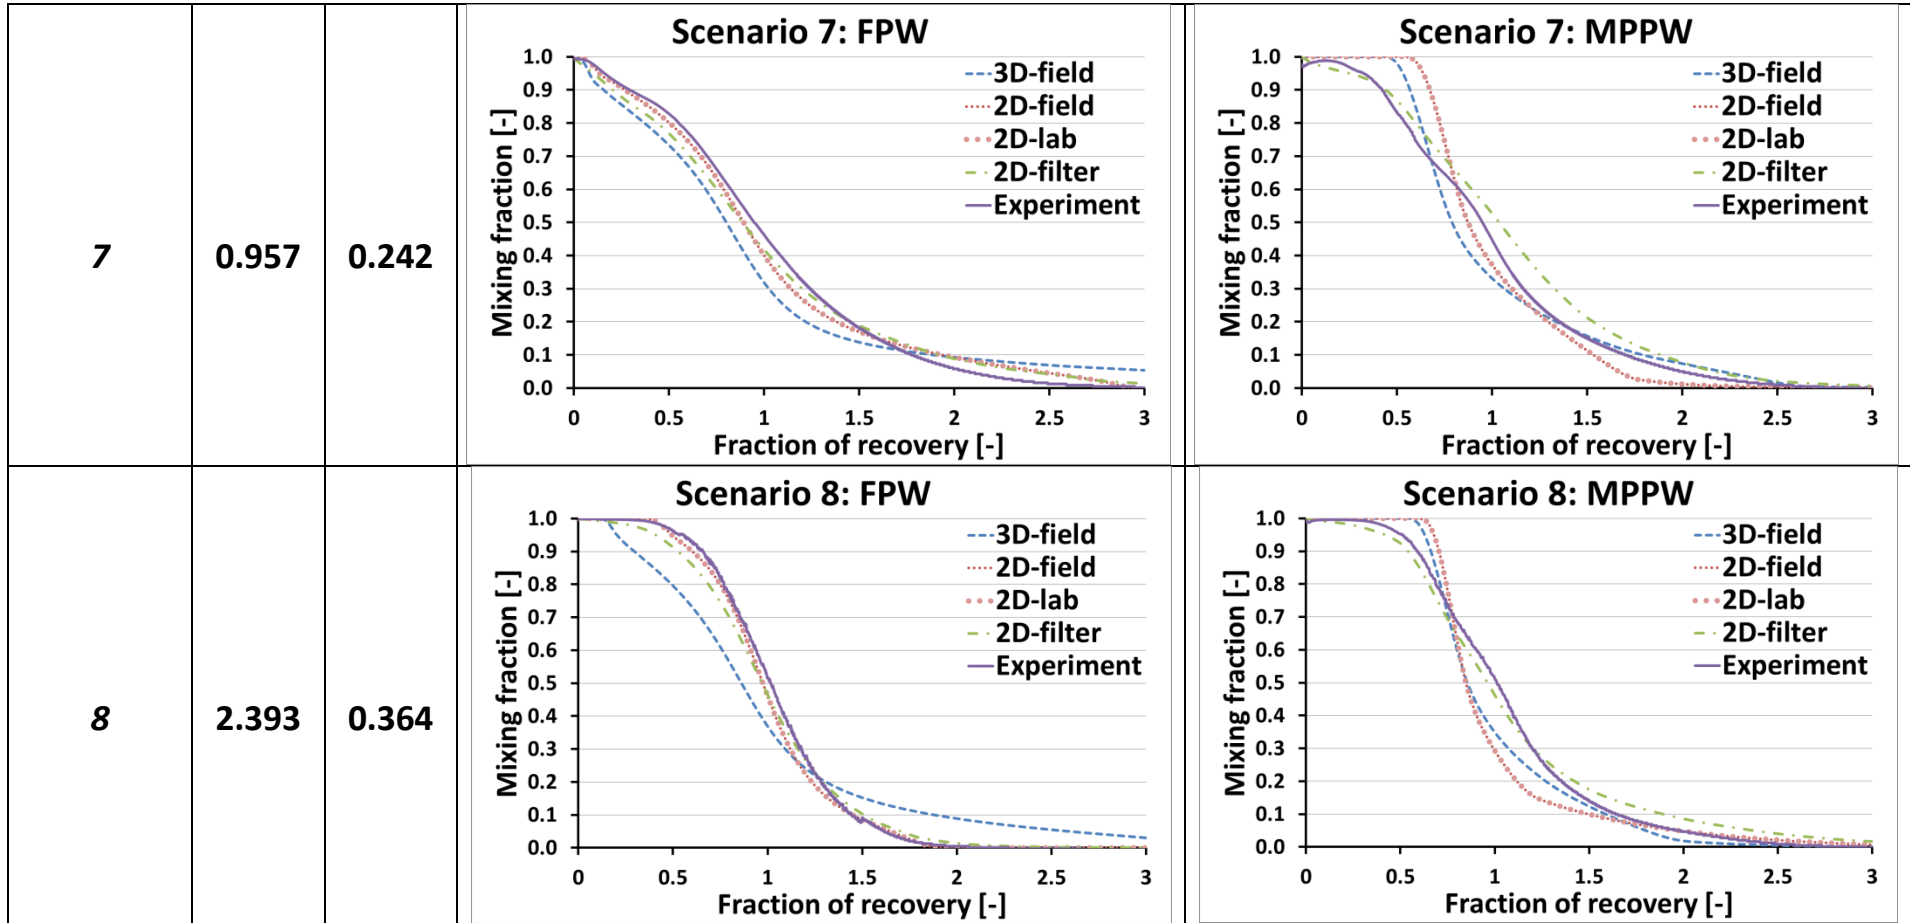 7
0.957
0.242
Scenario 7: FPW
Mixing fraction [-]
1.0
0.9
0.8
0.7
0.6
0.5
0.4
0.3
0.2
0.1
0.0
3D-field
2D-field
2D-lab
2D-filter
Experiment
0 0.5 1 1.5 2 2.5 3
Fraction of recovery [-]
Scenario 7: MPPW
Mixing fraction [-]
1.0
0.9
0.8
0.7
0.6
0.5
0.4
0.3
0.2
0.1
0.0
3D-field
2D-field
2D-lab
2D-filter
Experiment
0 0.5 1 1.5 2 2.5 3
Fraction of recovery [-]
8
2.393
0.364
Scenario 8: FPW
Mixing fraction [-]
1.0
0.9
0.8
0.7
0.6
0.5
0.4
0.3
0.2
0.1
0.0
3D-field
2D-field
2D-lab
2D-filter
Experiment
0 0.5 1 1.5 2 2.5 3
Fraction of recovery [-]
Scenario 8: MPPW
Mixing fraction [-]
1.0
0.9
0.8
0.7
0.6
0.5
0.4
0.3
0.2
0.1
0.0
3D-field
2D-field
2D-lab
2D-filter
Experiment
0 0.5 1 1.5 2 2.5 3
Fraction of recovery [-]